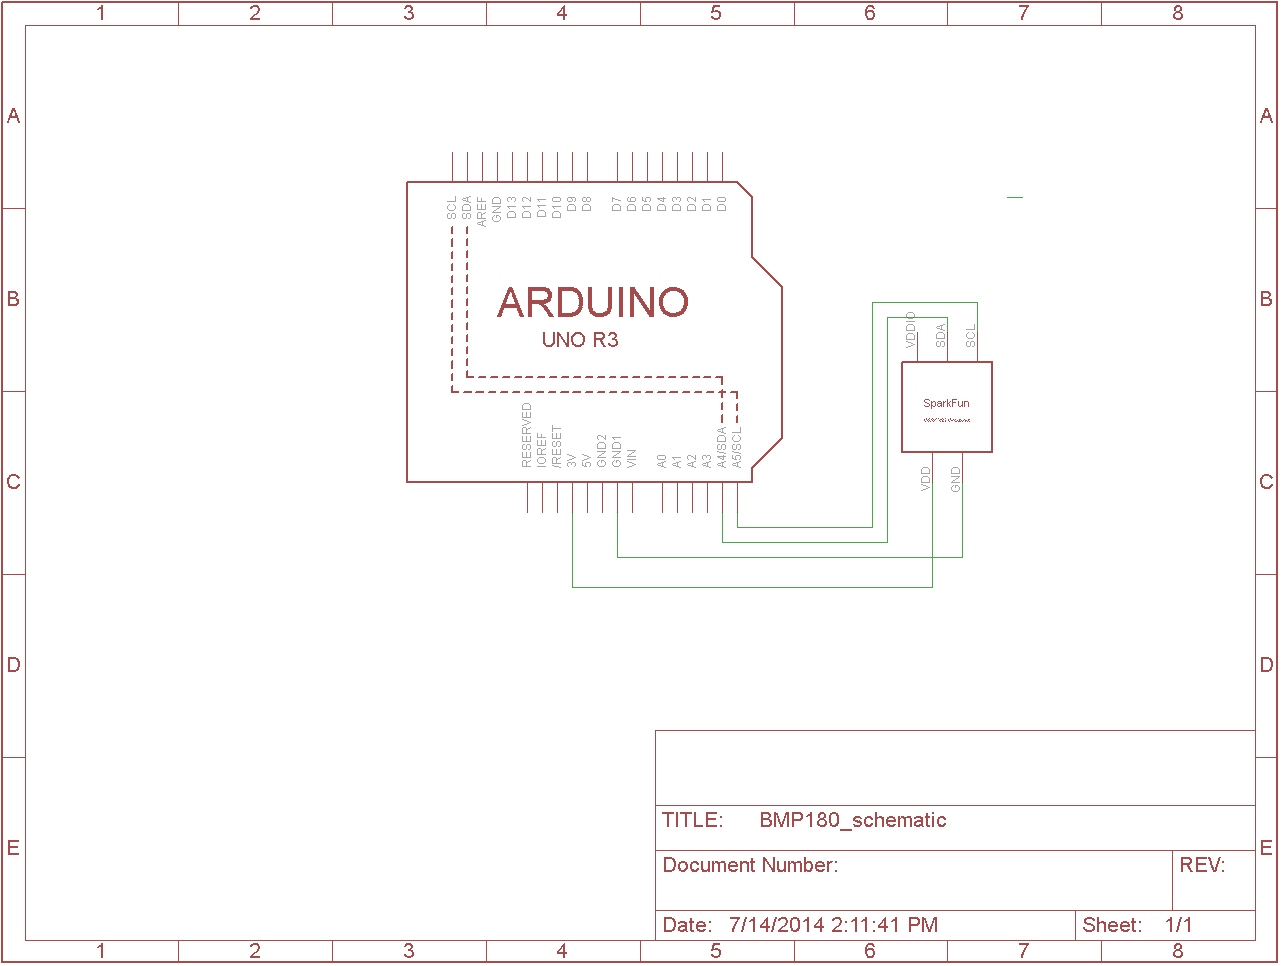 1 2 3 4 5 6 7 8
A A
SCL SDA AREF GND D13 D12 D11 D10 D9 D8 D7 D6 D5 D4 D3 D2 D1 D0
B B
ARDUINO
UNO R3
VDDIO SDA SCL
SparkFun
RESERVED IOREF /RESET 3V 5V GND2 GND1 VIN A0 A1 A2 A3 A4/SDA A5/SCL
VDD GND
C C
D D
TITLE: BMP180_schematic
E E
Document Number: REV:
Date: 7/14/2014 2:11:41 PM Sheet: 1/1
1 2 3 4 5 6 7 8